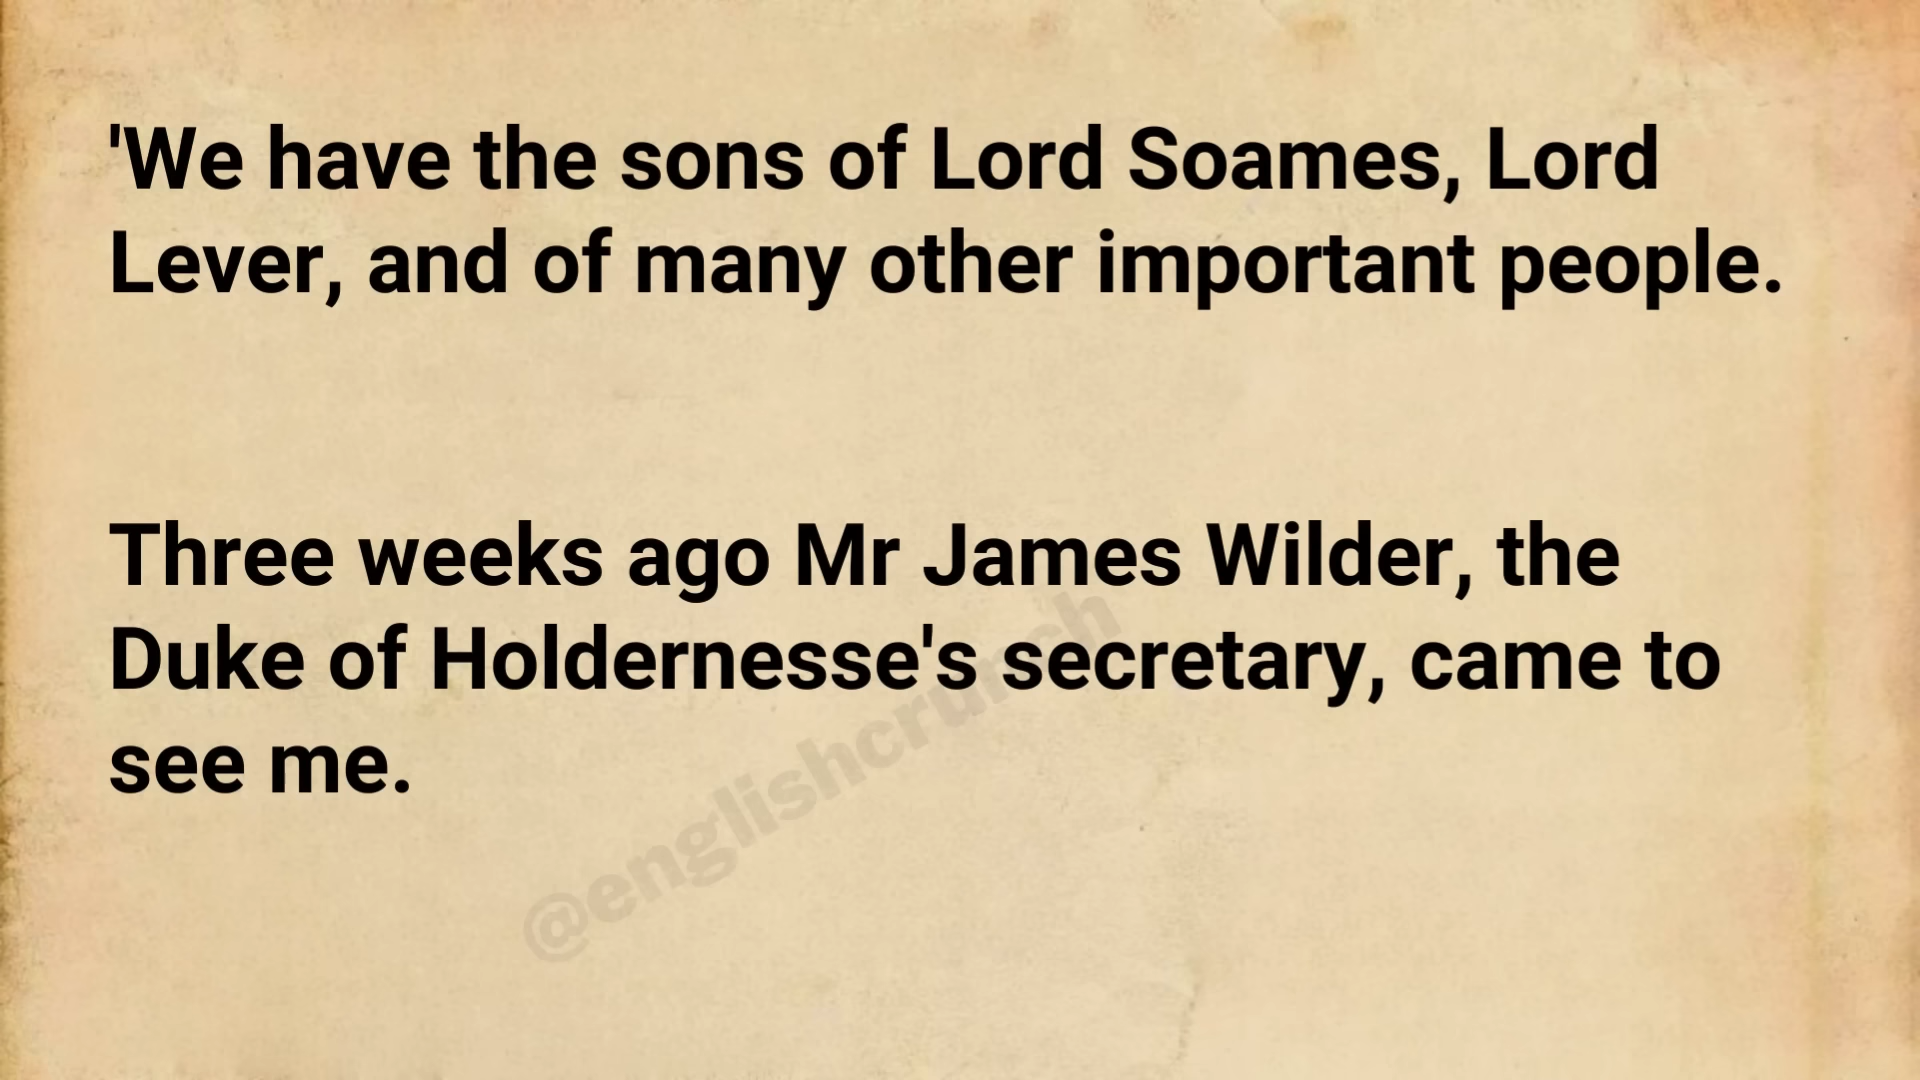 'We have the sons of Lord Soames, Lord
Lever, and of many other important people.
Three weeks ago Mr James Wilder, the
Duke of Holdernesse's secretary, came to
see me.
@englishcrunch